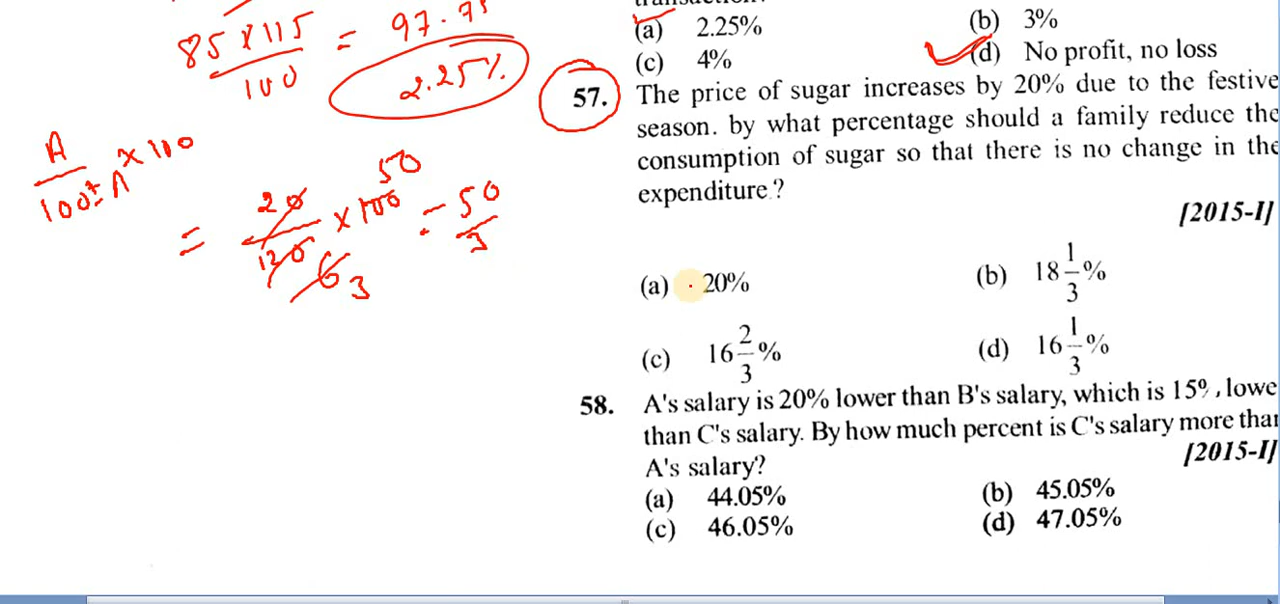 85 x 115 / 100 = 97.75
2.25%
A / 100 ± A x 100
= 20 / 120 x 100 50 = 50 / 3
6 3
(a) 2.25% (b) 3%
(c) 4% (d) No profit, no loss
57. The price of sugar increases by 20% due to the festive
season. by what percentage should a family reduce the
consumption of sugar so that there is no change in the
expenditure.?
[2015-I]
(a) 20% (b) 18 1/3 %
(c) 16 2/3 % (d) 16 1/3 %
58. A's salary is 20% lower than B's salary, which is 15% lowe
than C's salary. By how much percent is C's salary more than
A's salary? [2015-I]
(a) 44.05% (b) 45.05%
(c) 46.05% (d) 47.05%